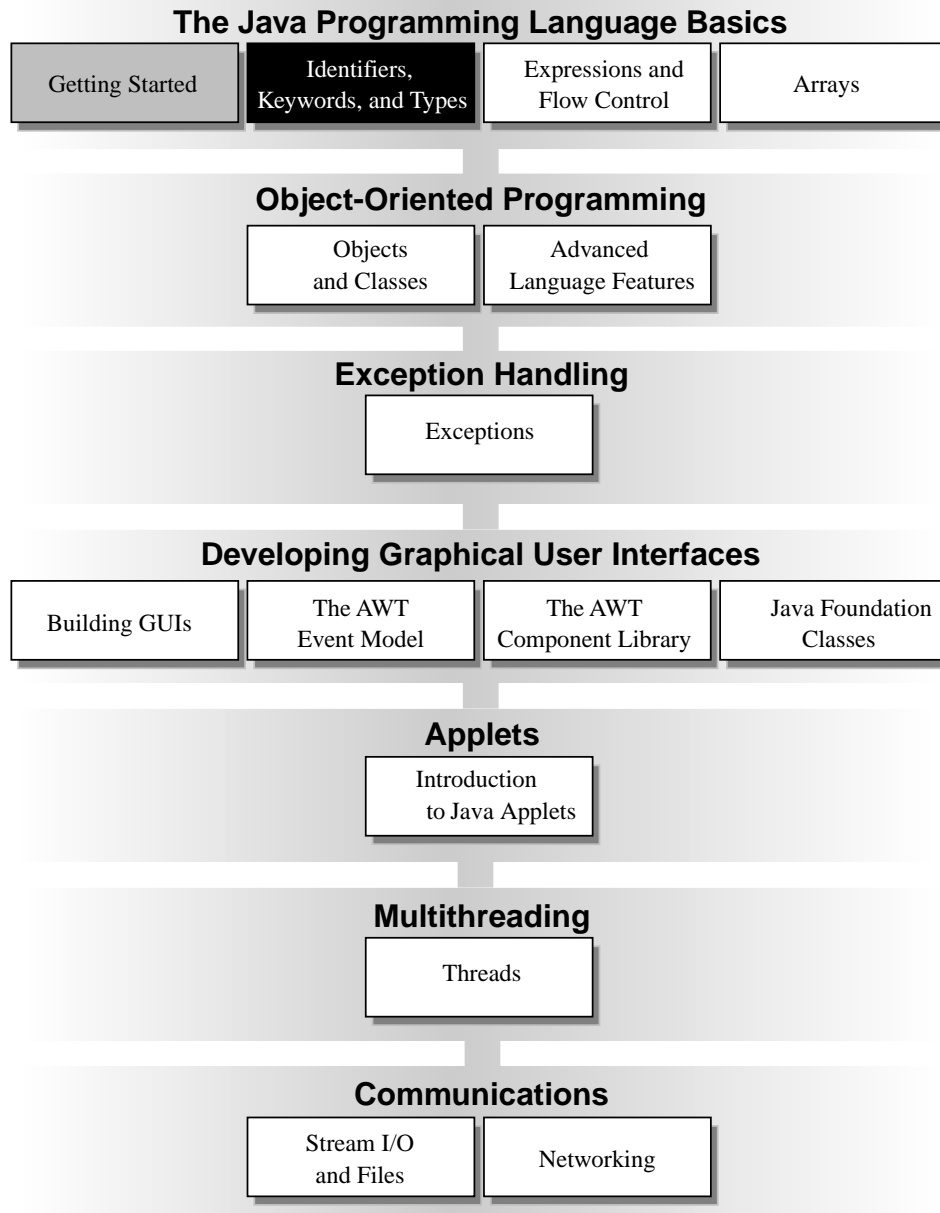 The Java Programming Language Basics
Getting Started
Identifiers,
Keywords, and Types
Expressions and
Flow Control
Arrays
Object-Oriented Programming
Objects
and Classes
Advanced
Language Features
Exception Handling
Exceptions
Developing Graphical User Interfaces
Building GUIs
The AWT
Event Model
The AWT
Component Library
Java Foundation
Classes
Applets
Introduction
to Java Applets
Multithreading
Threads
Communications
Stream I/O
and Files
Networking